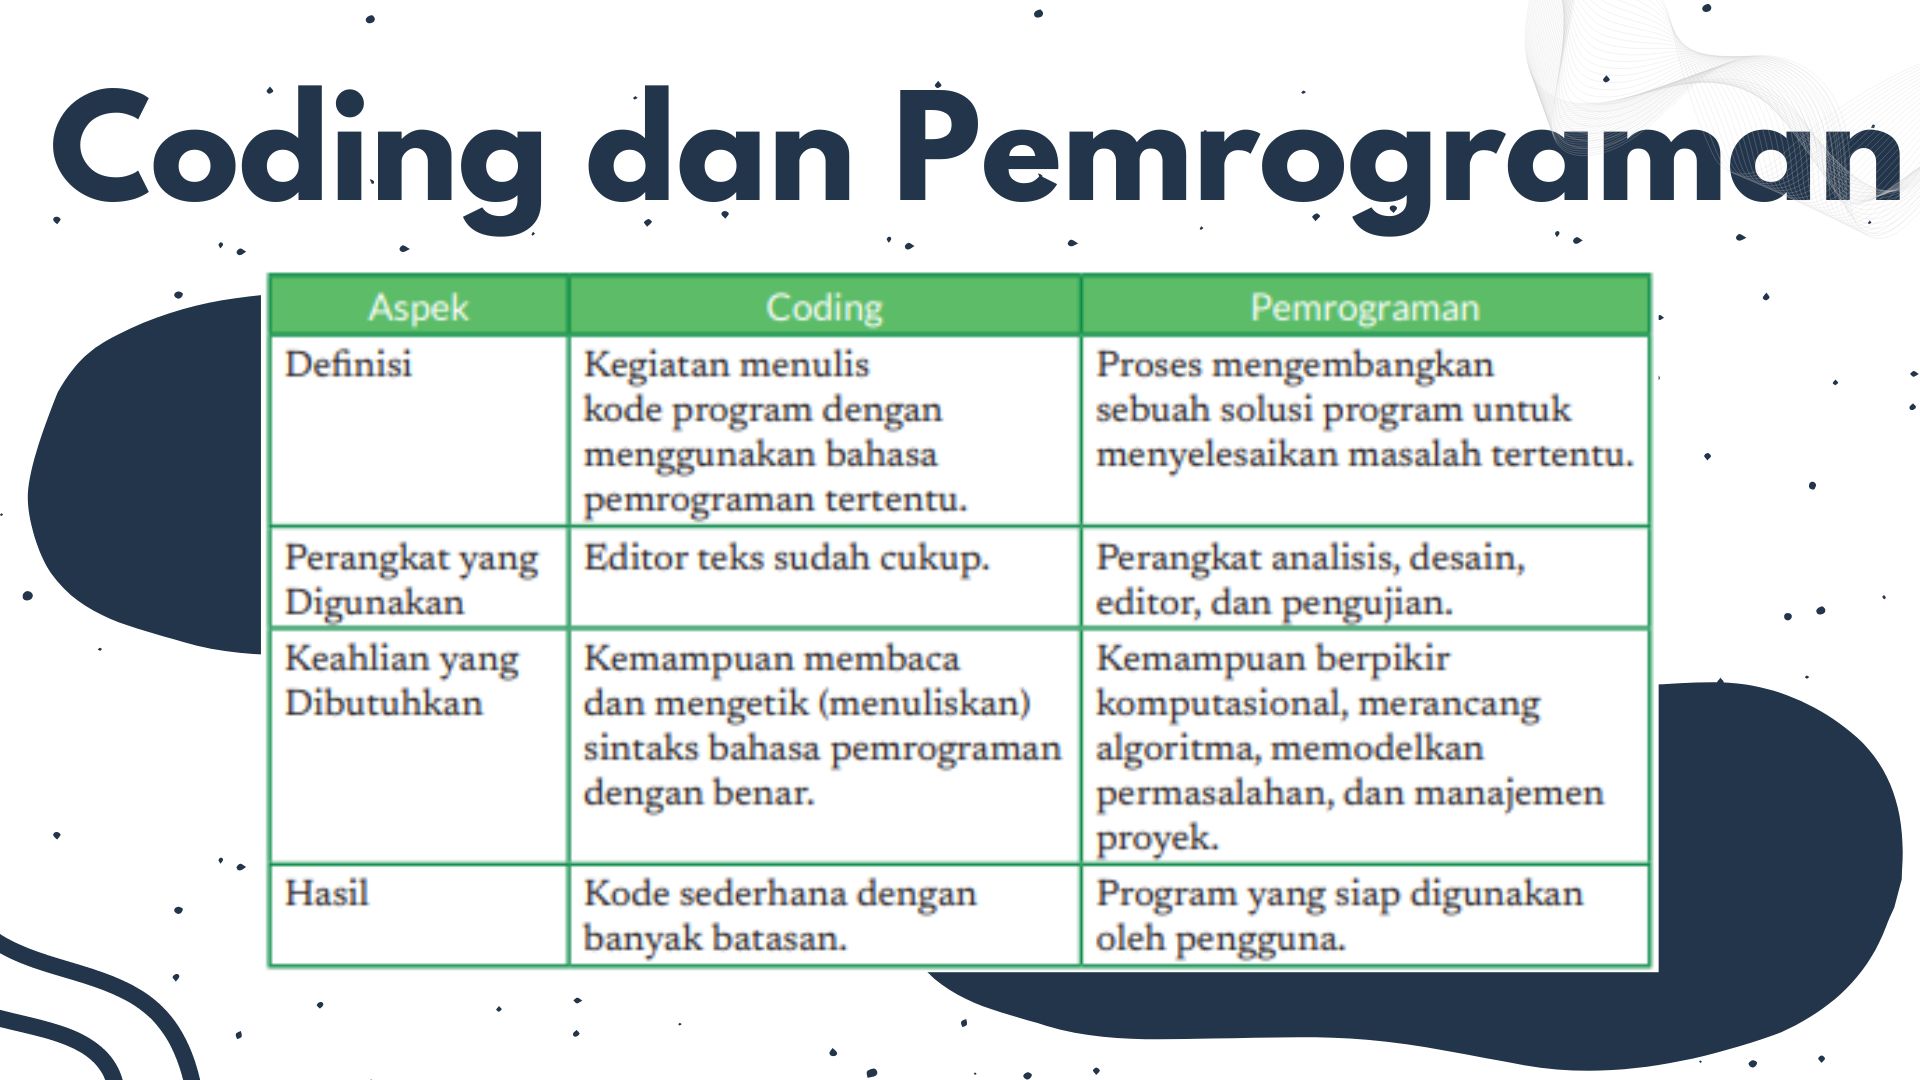 Coding dan Pemrograman
Aspek
Coding
Pemrograman
Definisi
Kegiatan menulis
kode program dengan
menggunakan bahasa
pemrograman tertentu.
Proses mengembangkan
sebuah solusi program untuk
menyelesaikan masalah tertentu.
Perangkat yang
Digunakan
Editor teks sudah cukup.
Perangkat analisis, desain,
editor, dan pengujian.
Keahlian yang
Dibutuhkan
Kemampuan membaca
dan mengetik (menuliskan)
sintaks bahasa pemrograman
dengan benar.
Kemampuan berpikir
komputasional, merancang
algoritma, memodelkan
permasalahan, dan manajemen
proyek.
Hasil
Kode sederhana dengan
banyak batasan.
Program yang siap digunakan
oleh pengguna.